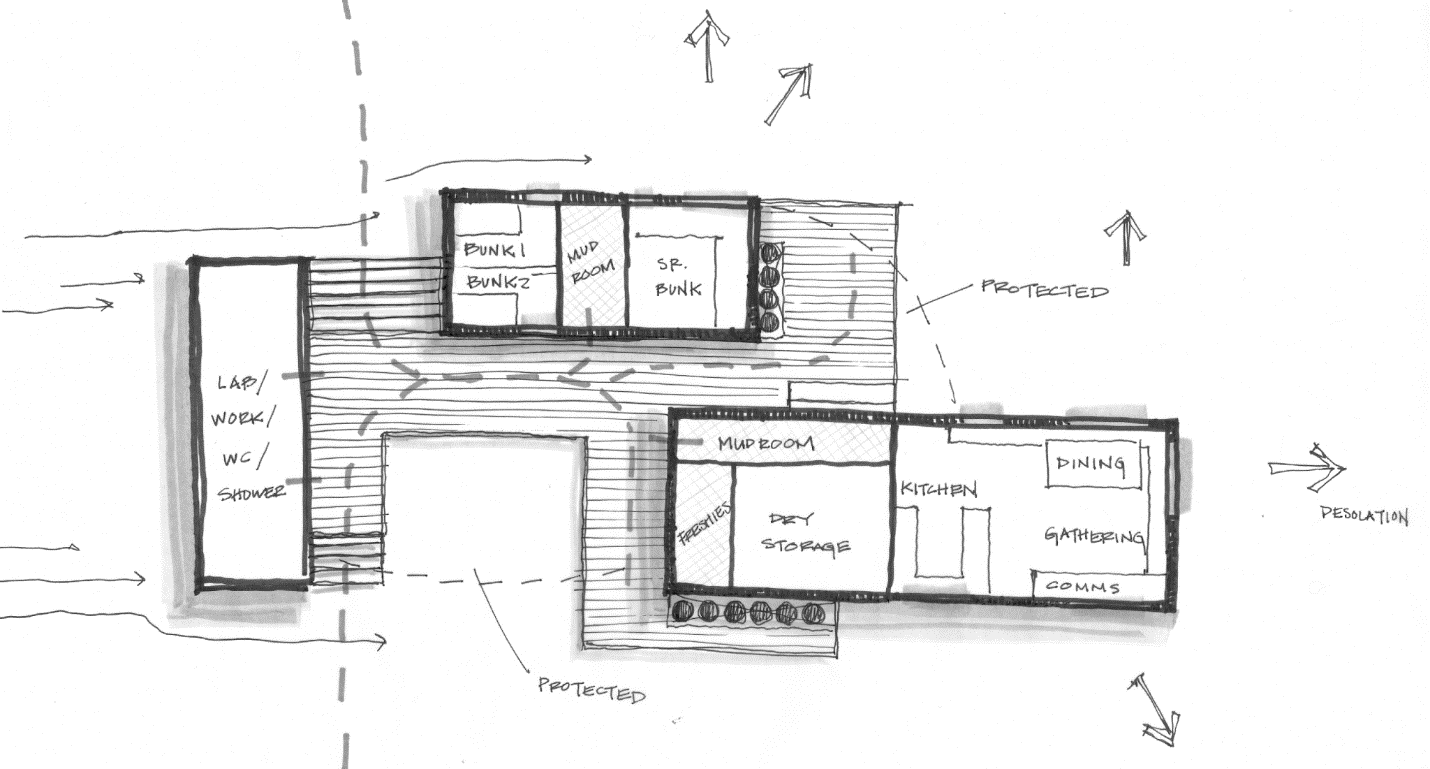 BUNK1
BUNK2
MUD
ROOM
SR.
BUNK
PROTECTED
LAB/
WORK/
WC/
SHOWER
MUDROOM
FRESHIES
DRY
STORAGE
KITCHEN
DINING
GATHERING
COMMS
DESOLATION
PROTECTED